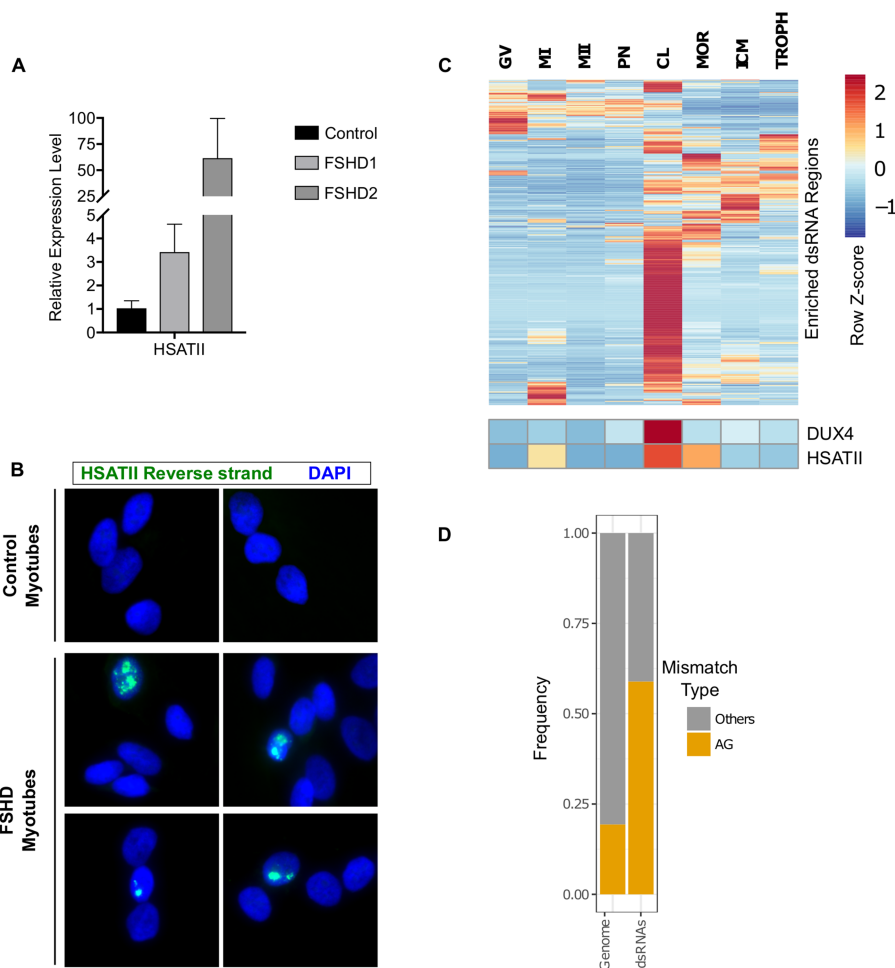 A
Relative Expression Level
100
75
50
25
5
4
3
2
1
0
HSATII
Control
FSHD1
FSHD2
B
HSATII Reverse strand DAPI
Control
Myotubes
FSHD
Myotubes
C
GV MI MII PN CL MOR ICM TROPH
Enriched dsRNA Regions
2
1
0
−1
Row Z-score
DUX4
HSATII
D
Frequency
1.00
0.75
0.50
0.25
0.00
Genome
dsRNAs
Mismatch
Type
Others
AG